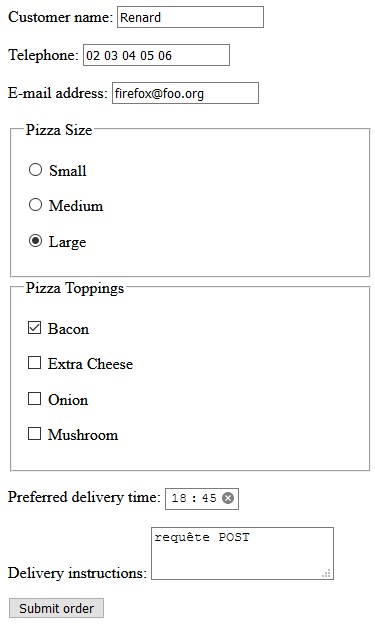 Customer name: Renard
Telephone: 02 03 04 05 06
E-mail address: firefox@foo.org
Pizza Size
Small
Medium
Large
Pizza Toppings
Bacon
Extra Cheese
Onion
Mushroom
Preferred delivery time: 18 : 45
requête POST
Delivery instructions:
Submit order